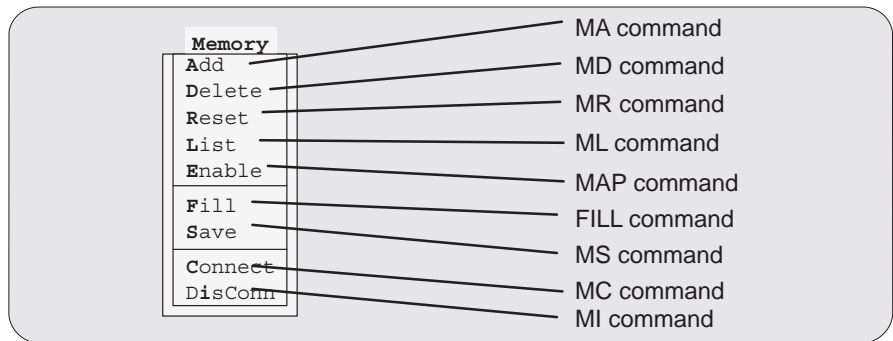 Memory
Add
Delete
Reset
List
Enable
Fill
Save
Connect
DisConn
MA command
MD command
MR command
ML command
MAP command
FILL command
MS command
MC command
MI command